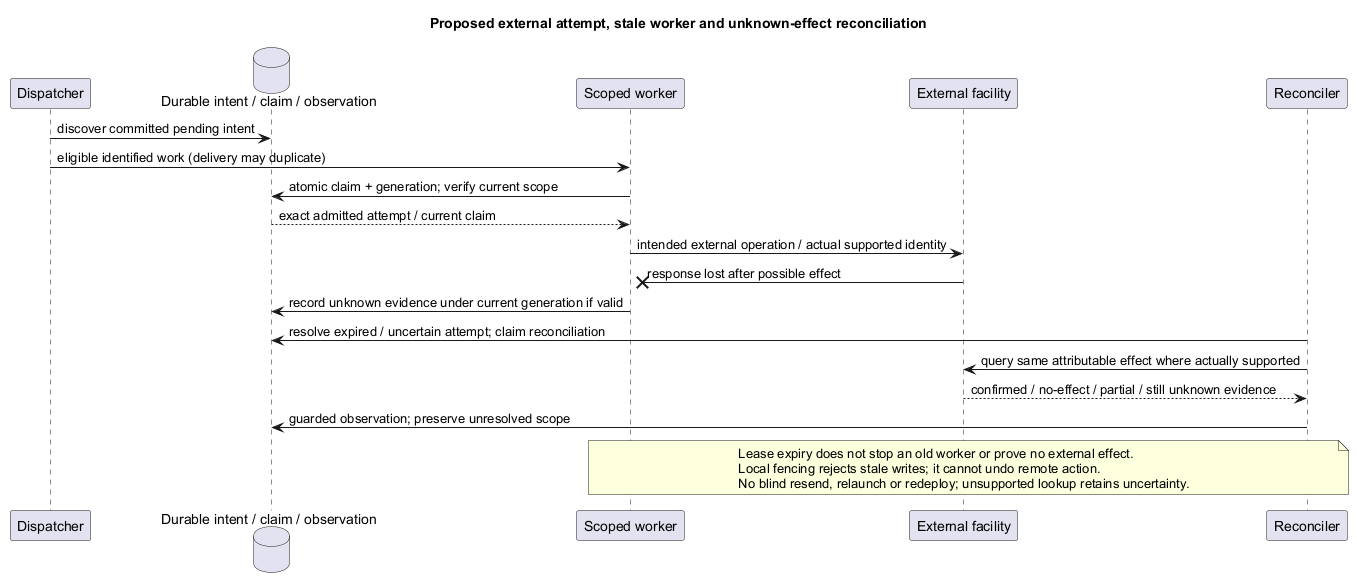 Proposed external attempt, stale worker and unknown-effect reconciliation
Dispatcher
Durable intent / claim / observation
Scoped worker
External facility
Reconciler
discover committed pending intent
eligible identified work (delivery may duplicate)
atomic claim + generation; verify current scope
exact admitted attempt / current claim
intended external operation / actual supported identity
response lost after possible effect
record unknown evidence under current generation if valid
resolve expired / uncertain attempt; claim reconciliation
query same attributable effect where actually supported
confirmed / no-effect / partial / still unknown evidence
guarded observation; preserve unresolved scope
Lease expiry does not stop an old worker or prove no external effect.
Local fencing rejects stale writes; it cannot undo remote action.
No blind resend, relaunch or redeploy; unsupported lookup retains uncertainty.
Dispatcher
Durable intent / claim / observation
Scoped worker
External facility
Reconciler